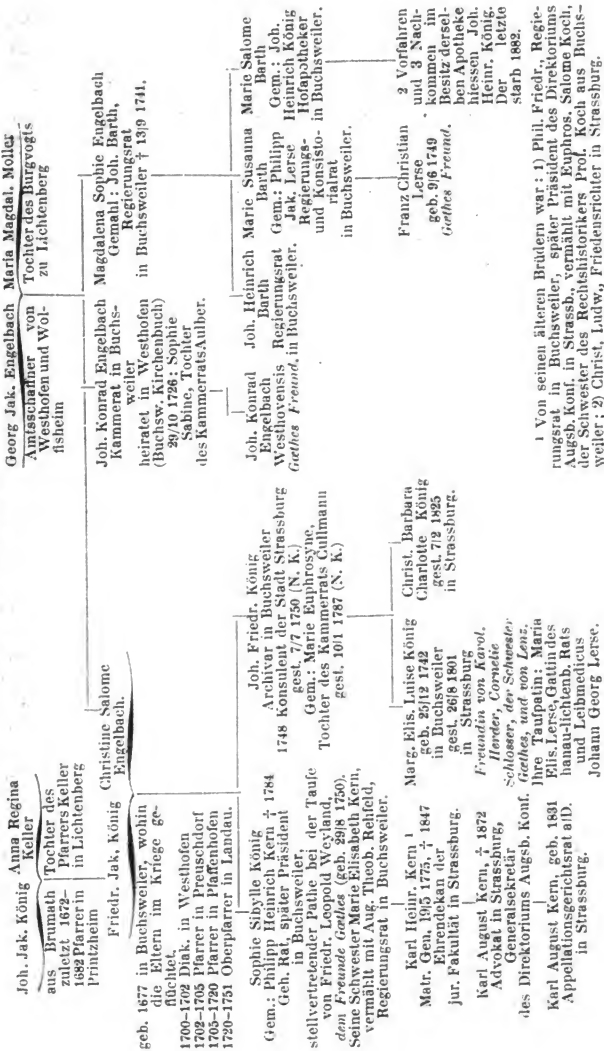 Joh. Jak. König
aus Brumath
zuletzt 1672–
1682 Pfarrer in
Printzheim
Anna Regina
Keller
Tochter des
Pfarrers Keller
in Lichtenberg
Georg Jak. Engelbach
Amtsschaffner von
Westhofen und Wol-
fisheim
Maria Magdal. Moller
Tochter des Burgvogts
zu Lichtenberg
Friedr. Jak. König
geb. 1677 in Buchsweiler, wohin
die Eltern im Kriege ge-
flüchtet.
1700–1702 Diak. in Westhofen
1702–1705 Pfarrer in Preuschdorf
1705–1720 Pfarrer in Pfaffenhofen
1720–1751 Oberpfarrer in Landau.
Christine Salome
Engelbach.
Joh. Konrad Engelbach
Kammerat in Buchs-
weiler
heiratet in Westhofen
(Buchsw. Kirchenbuch)
29/10 1726: Sophie
Sabine, Tochter
des Kammerrats Aulber.
Magdalena Sophie Engelbach
Gemahl: Joh. Barth,
Regierungsrat
in Buchsweiler † 13/9 1741.
Sophie Sibylle König
Gem.: Philipp Heinrich Kern † 1784
Geh. Rat, später Präsident
in Buchsweiler,
stellvertretender Pathe bei der Taufe
von Friedr. Leopold Weyland,
dem Freunde Gœthes (geb. 29/8 1750).
Seine Schwester Marie Elisabeth Kern,
vermählt mit Aug. Theob. Rehfeld,
Regierungsrat in Buchsweiler.
Joh. Friedr. König
Archivar in Buchsweiler
1748 Konsulent der Stadt Strassburg
gest. 7/7 1750 (N. K.)
Gem.: Marie Euphrosyne,
Tochter des Kammerrats Cullmann
gest. 10/1 1787 (N. K.)
Joh. Konrad
Engelbach
Westhovensis
Gœthes Freund.
Joh. Heinrich
Barth
Regierungsrat
in Buchsweiler.
Marie Susanna
Barth
Gem.: Philipp
Jak. Lerse
Regierungs-
und Konsisto-
rialrat
in Buchsweiler.
Marie Salome
Barth
Gem.: Joh.
Heinrich König
Hofapotheker
in Buchsweiler.
Karl Heinr. Kern ¹
Matr. Gen. 19/5 1775, † 1847
Ehrendekan der
jur. Fakultät in Strassburg.
Karl August Kern, † 1872
Advokat in Strassburg,
Generalsekretär
des Direktoriums Augsb. Konf.
Karl August Kern, geb. 1831
Appellationsgerichtsrat a/D.
in Strassburg.
Marg. Elis. Luise König
geb. 25/12 1742
in Buchsweiler
gest. 26/8 1801
in Strassburg
Freundin von Karol.
Herder, Cornelie
Schlosser, der Schwester
Gœthes, und von Lenz.
Ihre Taufpatin: Maria
Elis. Lerse, Gattin des
hanau-lichtenb. Rats
und Leibmedicus
Johann Georg Lerse.
Christ. Barbara
Charlotte König
gest. 7/2 1825
in Strassburg.
Franz Christian
Lerse
geb. 9/6 1749
Gœthes Freund.
2 Vorfahren
und 3 Nach-
kommen im
Besitz dersel-
ben Apotheke
hiessen Joh.
Heinr. König.
Der letzte
starb 1882.
¹ Von seinen älteren Brüdern war: 1) Phil. Friedr., Regie-
rungsrat in Buchsweiler, später Präsident des Direktoriums
Augsb. Konf. in Strassb., vermählt mit Euphros. Salome Koch,
der Schwester des Rechtshistorikers Prof. Koch aus Buchs-
weiler; 2) Christ. Ludw., Friedensrichter in Strassburg.